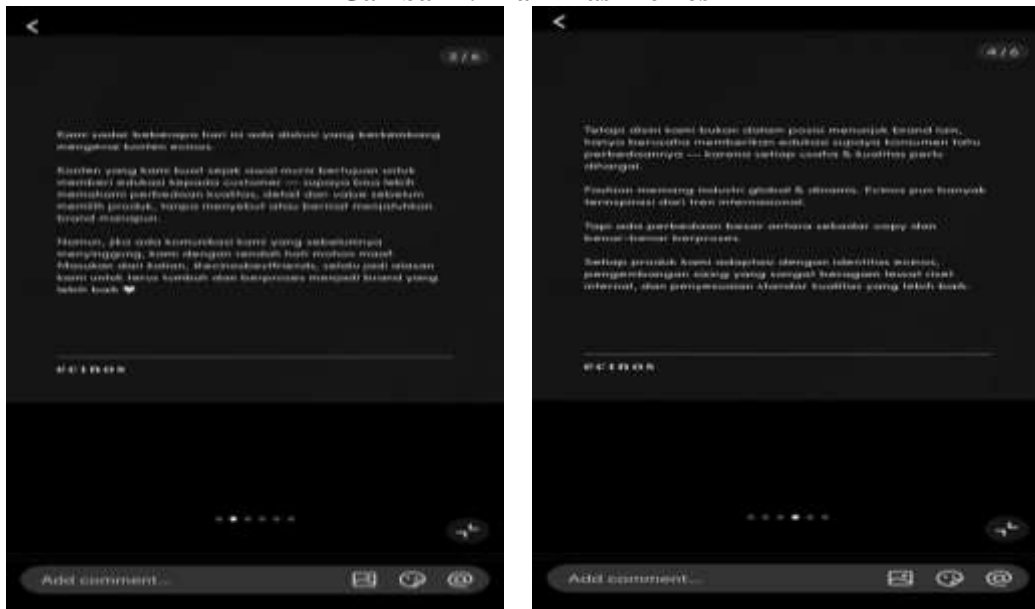 2/6
Kami sadar beberapa hari ini ada diskusi yang berkembang
mengenai konten ecinos.
Konten yang kami buat sejak awal murni bertujuan untuk
memberi edukasi kepada customer — supaya bisa lebih
memahami perbedaan kualitas, detail dan value sebelum
memilih produk, tanpa menyebut atau berniat menjatuhkan
brand manapun.
Namun, jika ada komunikasi kami yang sebelumnya
menyinggung, kami dengan rendah hati mohon maaf.
Masukan dari kalian, selalu jadi alasan
kami untuk terus tumbuh dan berproses menjadi brand yang
lebih baik 🤍
ecinos
Add comment...
4/6
Tetapi disini kami bukan dalam posisi menunjuk brand lain,
hanya berusaha memberikan edukasi supaya konsumen tahu
perbedaannya — karena setiap usaha & kualitas perlu
dihargai.
Fashion memang industri global & dinamis. Ecinos pun banyak
terinspirasi dari tren internasional.
Tapi ada perbedaan besar antara sekadar copy dan
benar-benar berproses.
Setiap produk kami adaptasi dengan identitas ecinos,
pengembangan sizing yang sangat beragam lewat riset
internal, dan penyesuaian standar kualitas yang lebih baik.
ecinos
Add comment...